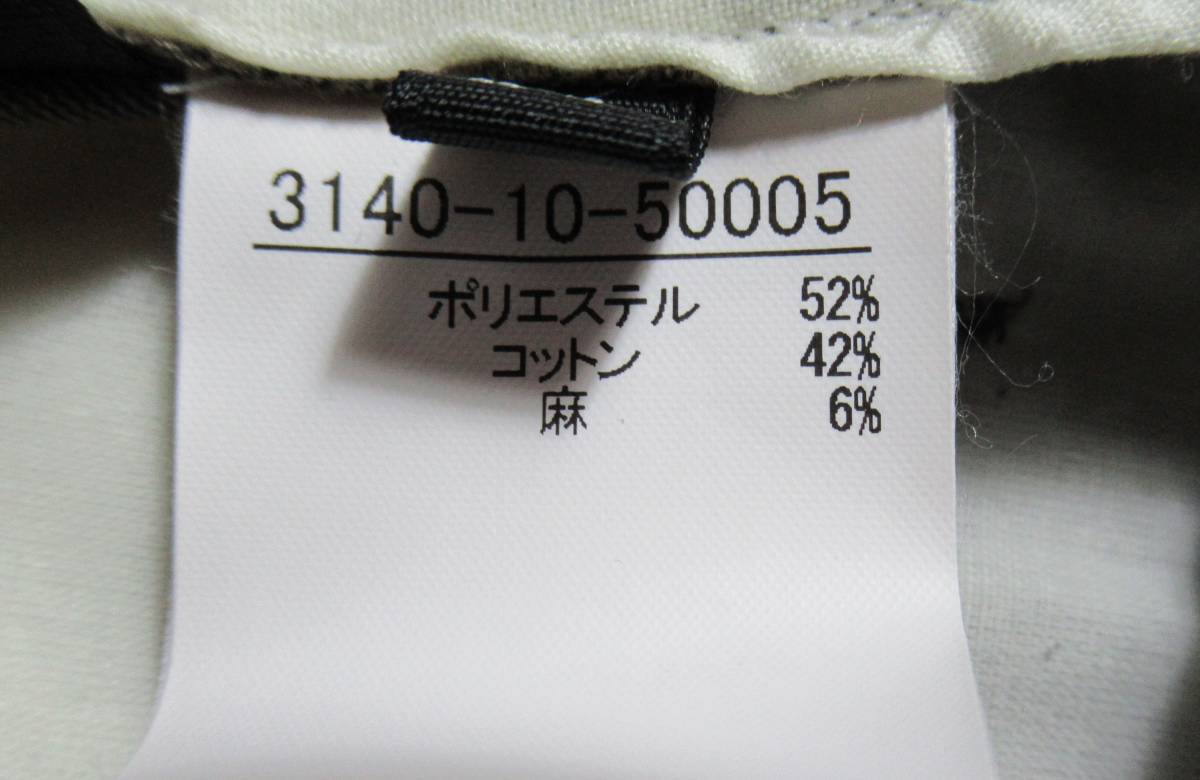 3140-10-50005
ポリエステル 52%
コットン 42%
麻 6%